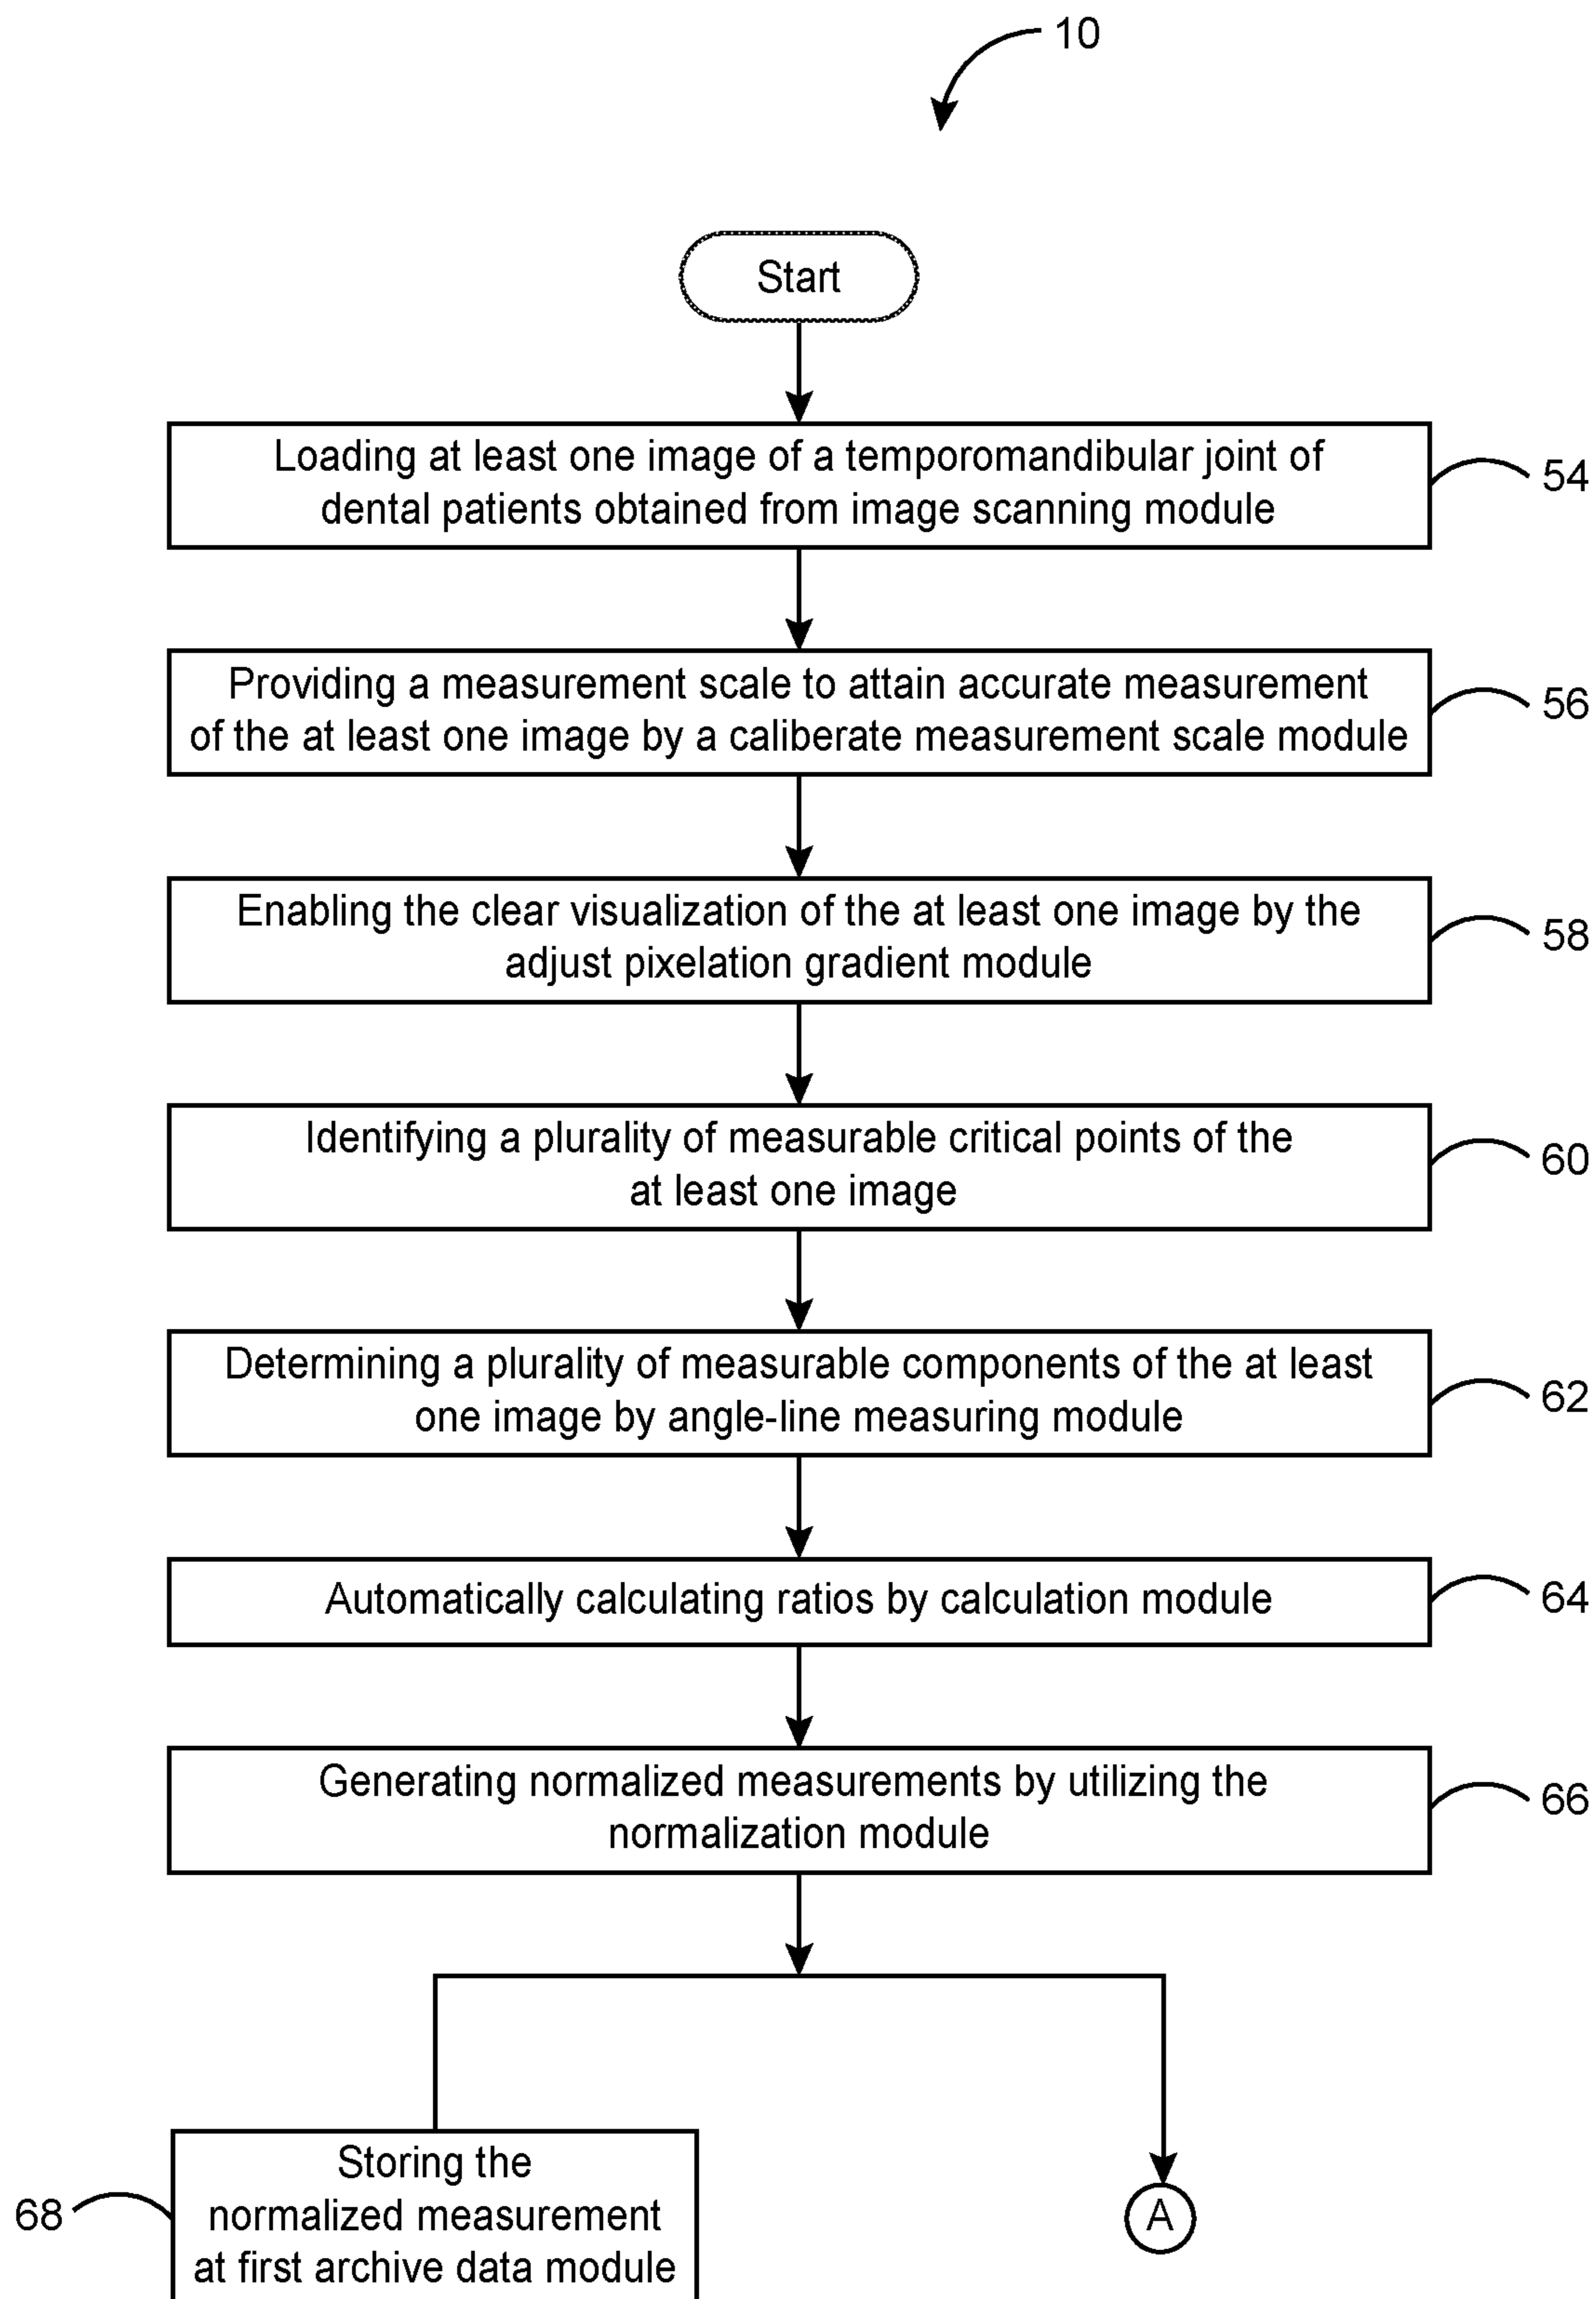 10
Start
Loading at least one image of a temporomandibular joint of
dental patients obtained from image scanning module
54
Providing a measurement scale to attain accurate measurement
of the at least one image by a caliberate measurement scale module
56
Enabling the clear visualization of the at least one image by the
adjust pixelation gradient module
58
Identifying a plurality of measurable critical points of the
at least one image
60
Determining a plurality of measurable components of the at least
one image by angle-line measuring module
62
Automatically calculating ratios by calculation module
64
Generating normalized measurements by utilizing the
normalization module
66
Storing the
normalized measurement
at first archive data module
68
A